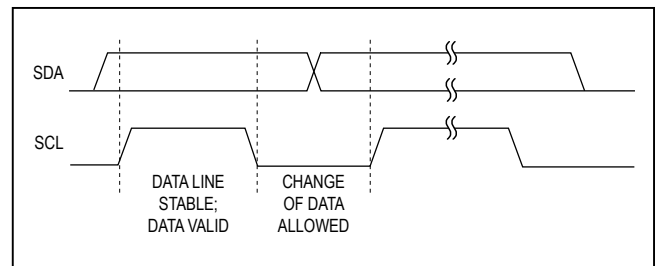 SDA
SCL
DATA LINE
STABLE;
DATA VALID
CHANGE
OF DATA
ALLOWED